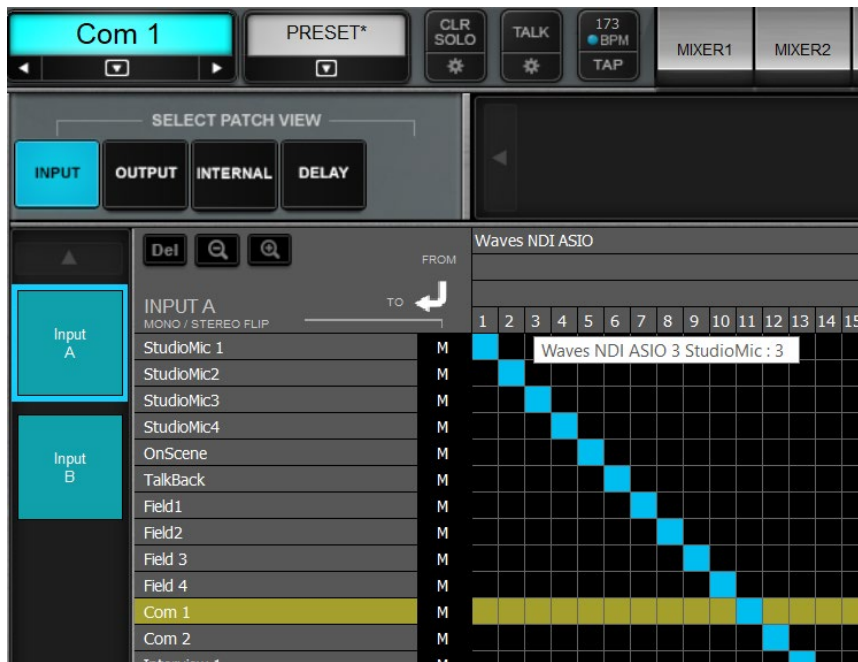 Com 1
PRESET*
CLR
SOLO
TALK
173
BPM
TAP
MIXER1
MIXER2
SELECT PATCH VIEW
INPUT
OUTPUT
INTERNAL
DELAY
Waves NDI ASIO
Del
FROM
TO
INPUT A
MONO / STEREO FLIP
1 2 3 4 5 6 7 8 9 10 11 12 13 14 15
Input
A
Input
B
StudioMic 1 M
Waves NDI ASIO 3 StudioMic : 3
StudioMic2 M
StudioMic3 M
StudioMic4 M
OnScene M
TalkBack M
Field1 M
Field2 M
Field 3 M
Field 4 M
Com 1 M
Com 2 M